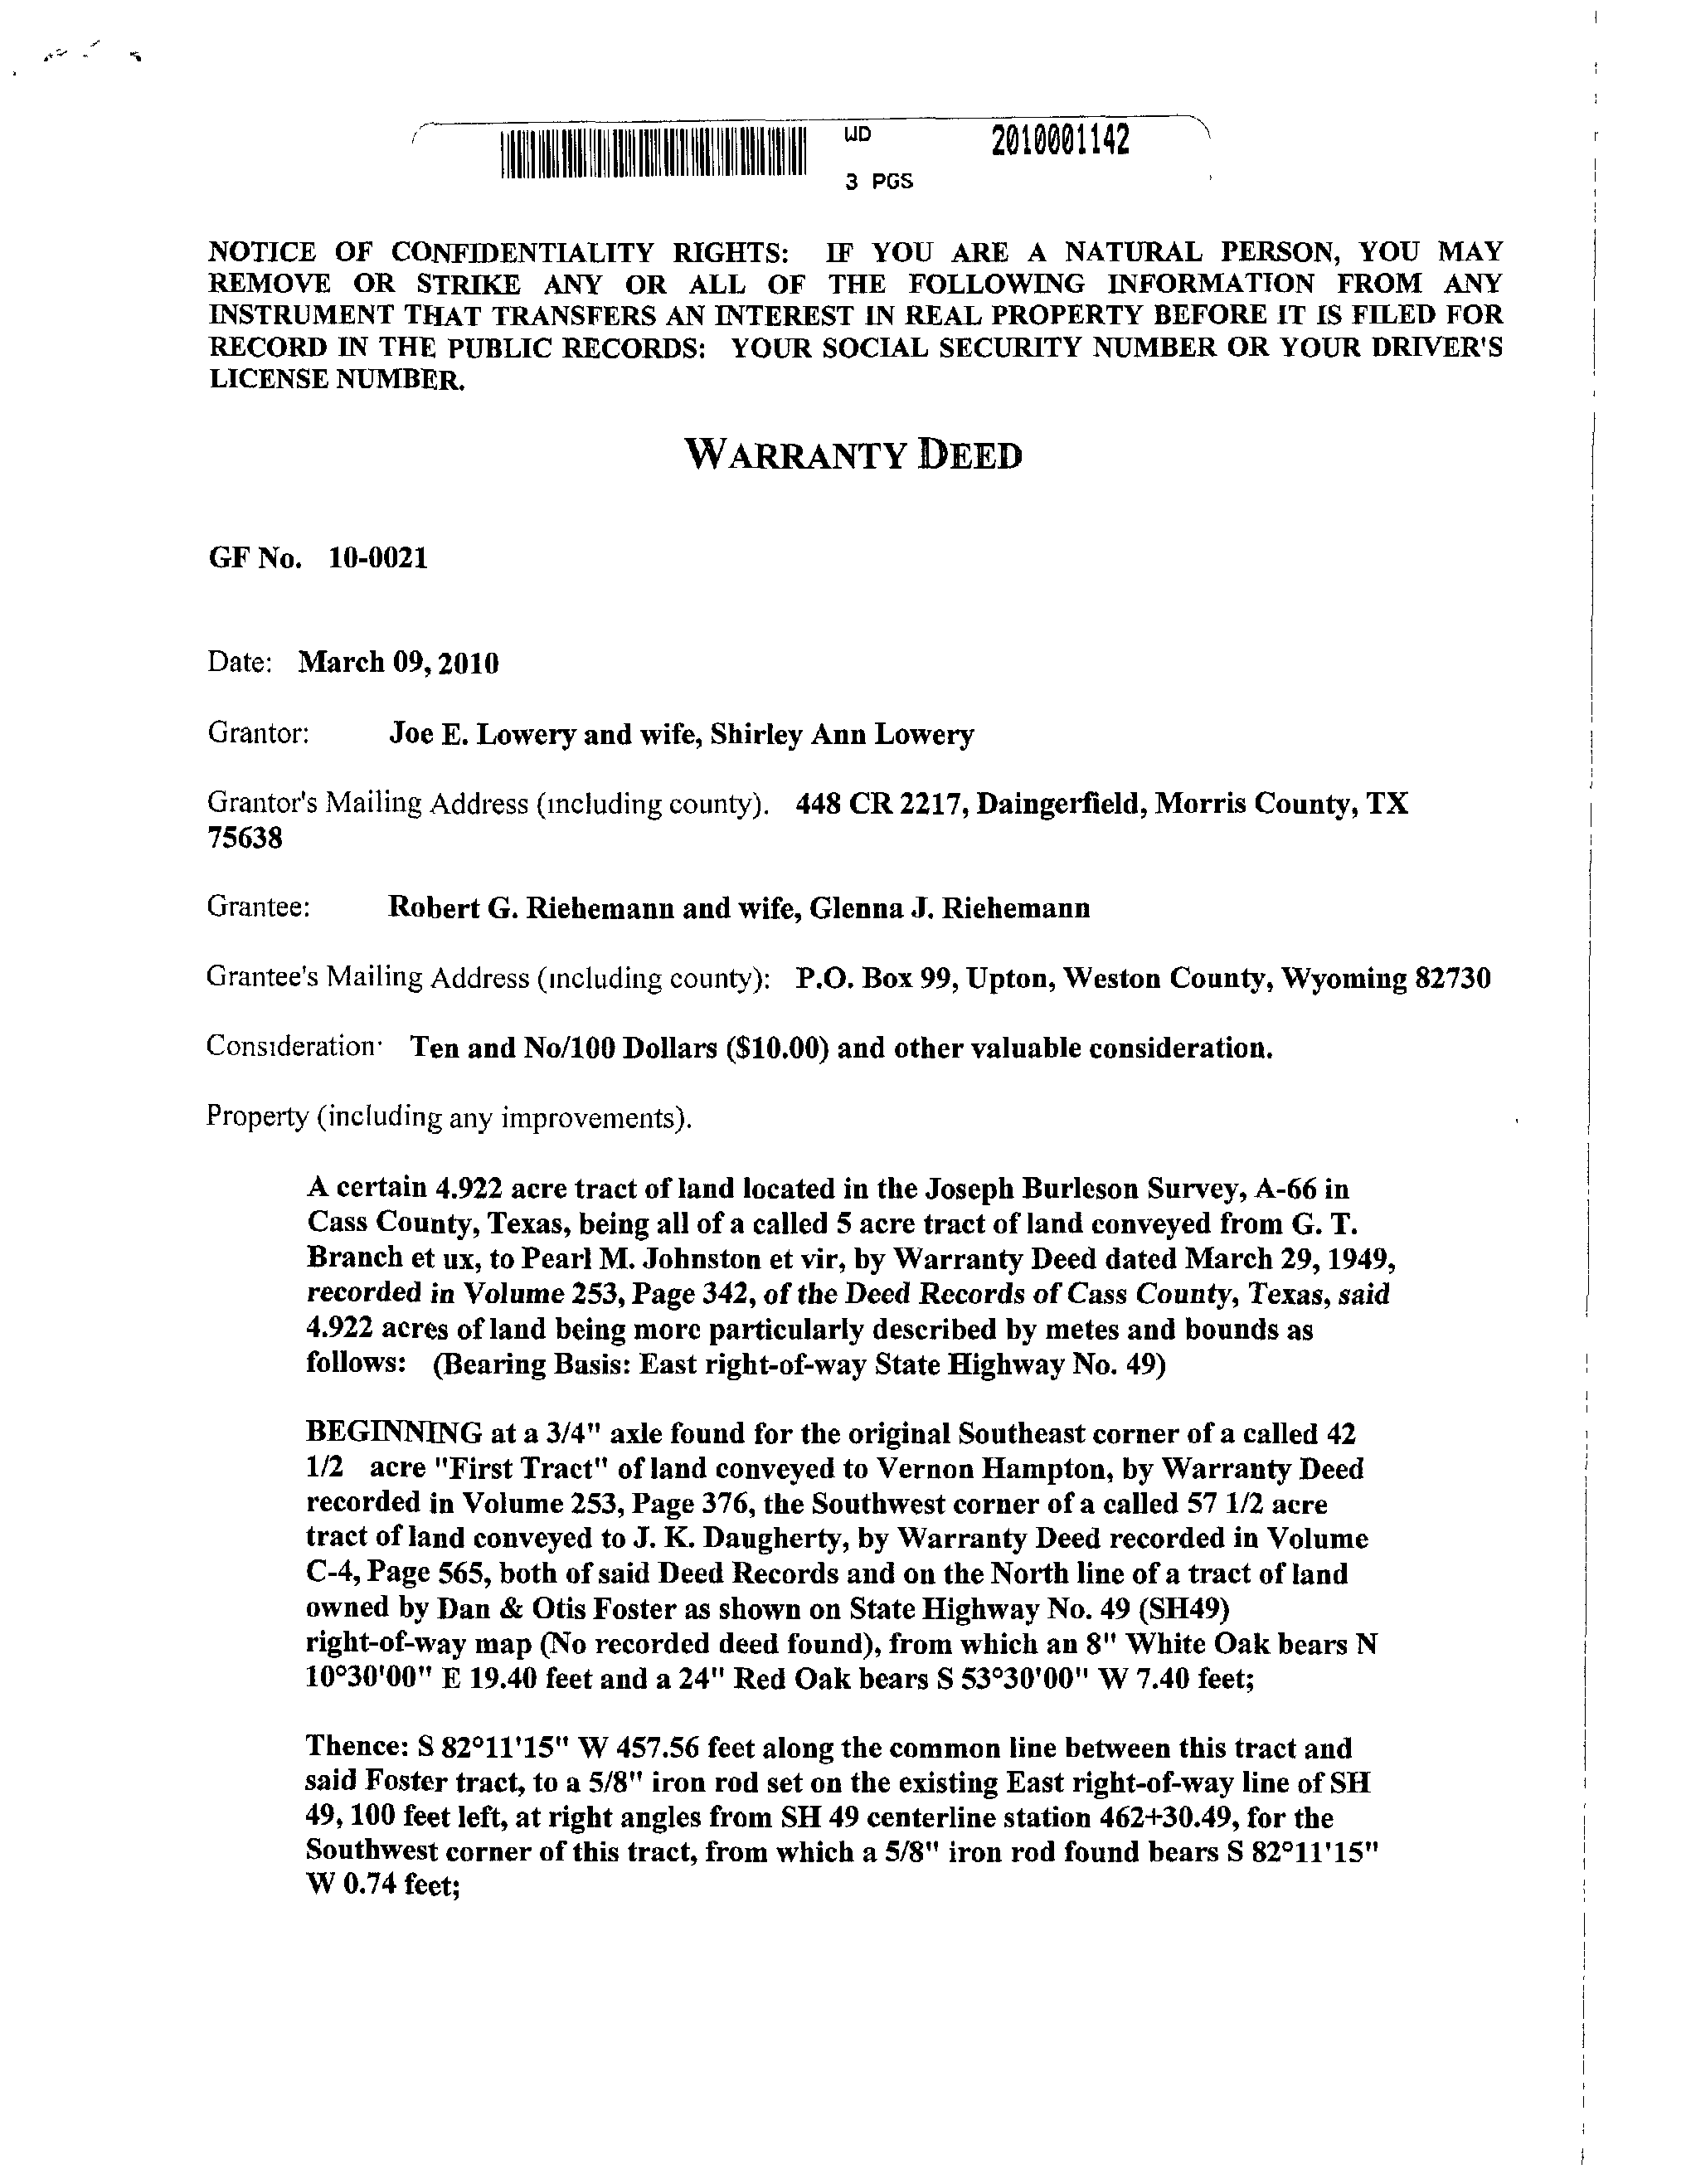 WD 2010001142
3 PGS
NOTICE OF CONFIDENTIALITY RIGHTS: IF YOU ARE A NATURAL PERSON, YOU MAY
REMOVE OR STRIKE ANY OR ALL OF THE FOLLOWING INFORMATION FROM ANY
INSTRUMENT THAT TRANSFERS AN INTEREST IN REAL PROPERTY BEFORE IT IS FILED FOR
RECORD IN THE PUBLIC RECORDS: YOUR SOCIAL SECURITY NUMBER OR YOUR DRIVER'S
LICENSE NUMBER.
WARRANTY DEED
GF No. 10-0021
Date: March 09, 2010
Grantor: Joe E. Lowery and wife, Shirley Ann Lowery
Grantor's Mailing Address (including county). 448 CR 2217, Daingerfield, Morris County, TX
75638
Grantee: Robert G. Riehemann and wife, Glenna J. Riehemann
Grantee's Mailing Address (including county): P.O. Box 99, Upton, Weston County, Wyoming 82730
Consideration· Ten and No/100 Dollars ($10.00) and other valuable consideration.
Property (including any improvements).
A certain 4.922 acre tract of land located in the Joseph Burleson Survey, A-66 in
Cass County, Texas, being all of a called 5 acre tract of land conveyed from G. T.
Branch et ux, to Pearl M. Johnston et vir, by Warranty Deed dated March 29, 1949,
recorded in Volume 253, Page 342, of the Deed Records of Cass County, Texas, said
4.922 acres of land being more particularly described by metes and bounds as
follows: (Bearing Basis: East right-of-way State Highway No. 49)
BEGINNING at a 3/4" axle found for the original Southeast corner of a called 42
1/2 acre "First Tract" of land conveyed to Vernon Hampton, by Warranty Deed
recorded in Volume 253, Page 376, the Southwest corner of a called 57 1/2 acre
tract of land conveyed to J. K. Daugherty, by Warranty Deed recorded in Volume
C-4, Page 565, both of said Deed Records and on the North line of a tract of land
owned by Dan & Otis Foster as shown on State Highway No. 49 (SH49)
right-of-way map (No recorded deed found), from which an 8" White Oak bears N
10°30'00" E 19.40 feet and a 24" Red Oak bears S 53°30'00" W 7.40 feet;
Thence: S 82°11'15" W 457.56 feet along the common line between this tract and
said Foster tract, to a 5/8" iron rod set on the existing East right-of-way line of SH
49, 100 feet left, at right angles from SH 49 centerline station 462+30.49, for the
Southwest corner of this tract, from which a 5/8" iron rod found bears S 82°11'15"
W 0.74 feet;